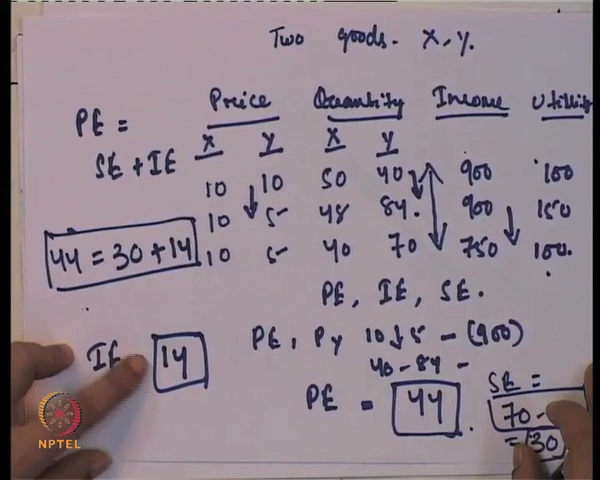 Two goods- X, Y.
Price Quantity Income Utility
PE =
X Y X Y
SE + IE
10 10 50 40 900 100
10 5 48 84 900 150
44 = 30 + 14
10 5 40 70 750 100
PE, IE, SE.
PE, Py 10 ↓ 5 - (900)
40 - 84 -
IE 14
SE =
PE = 44
70 -
= 30
NPTEL